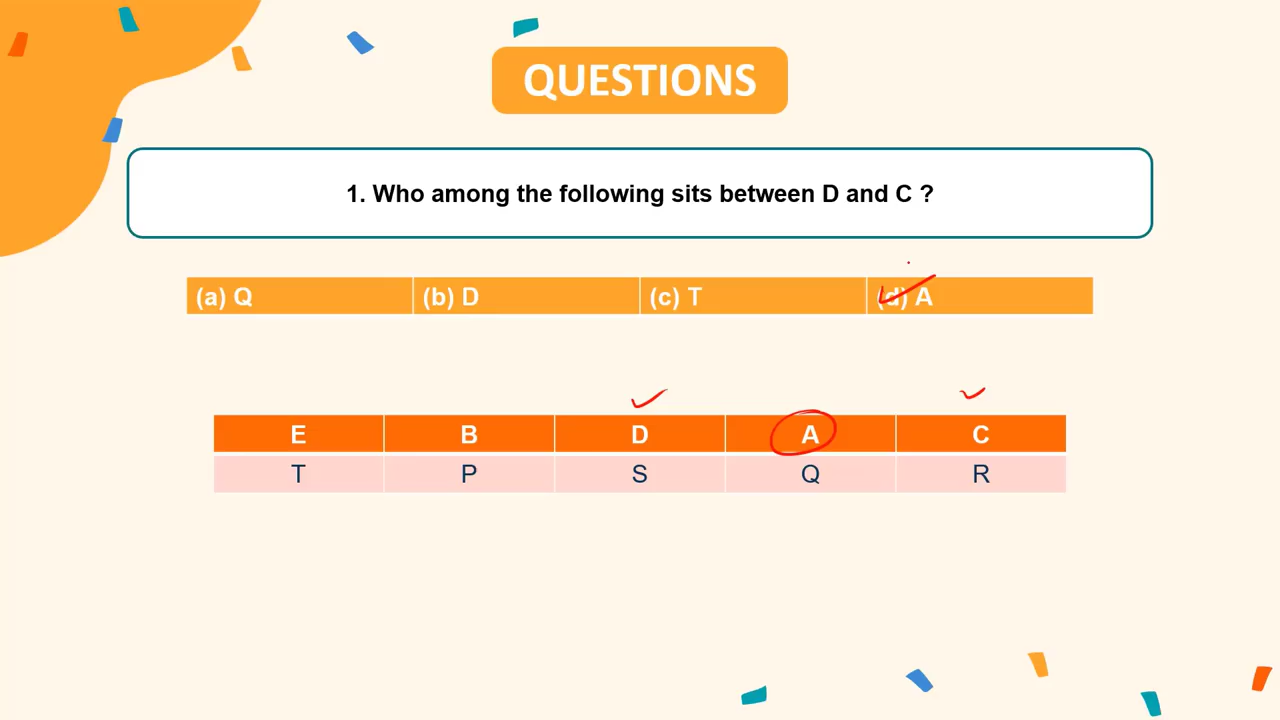 QUESTIONS
1. Who among the following sits between D and C ?
(a) Q (b) D (c) T (d) A
E B D A C
T P S Q R